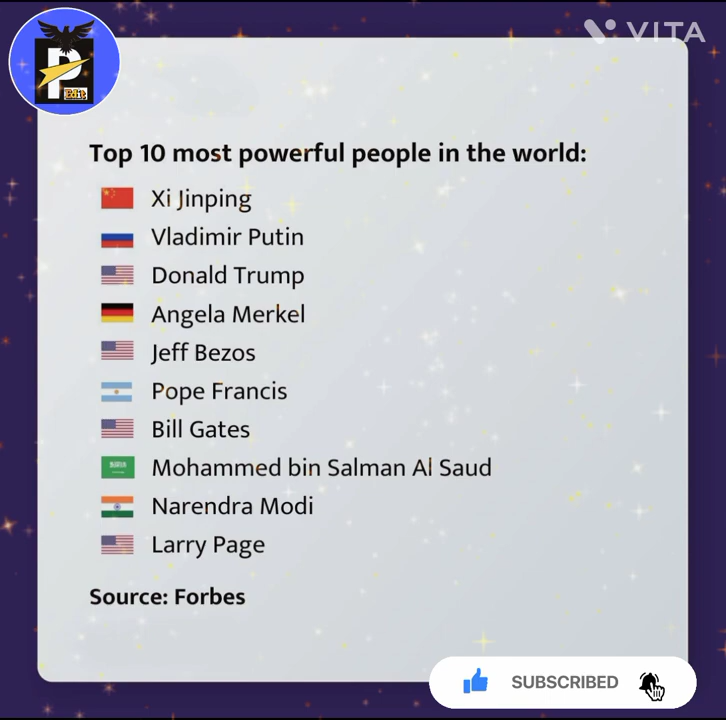 VITA
P
Top 10 most powerful people in the world:
Xi Jinping
Vladimir Putin
Donald Trump
Angela Merkel
Jeff Bezos
Pope Francis
Bill Gates
Mohammed bin Salman Al Saud
Narendra Modi
Larry Page
Source: Forbes
SUBSCRIBED